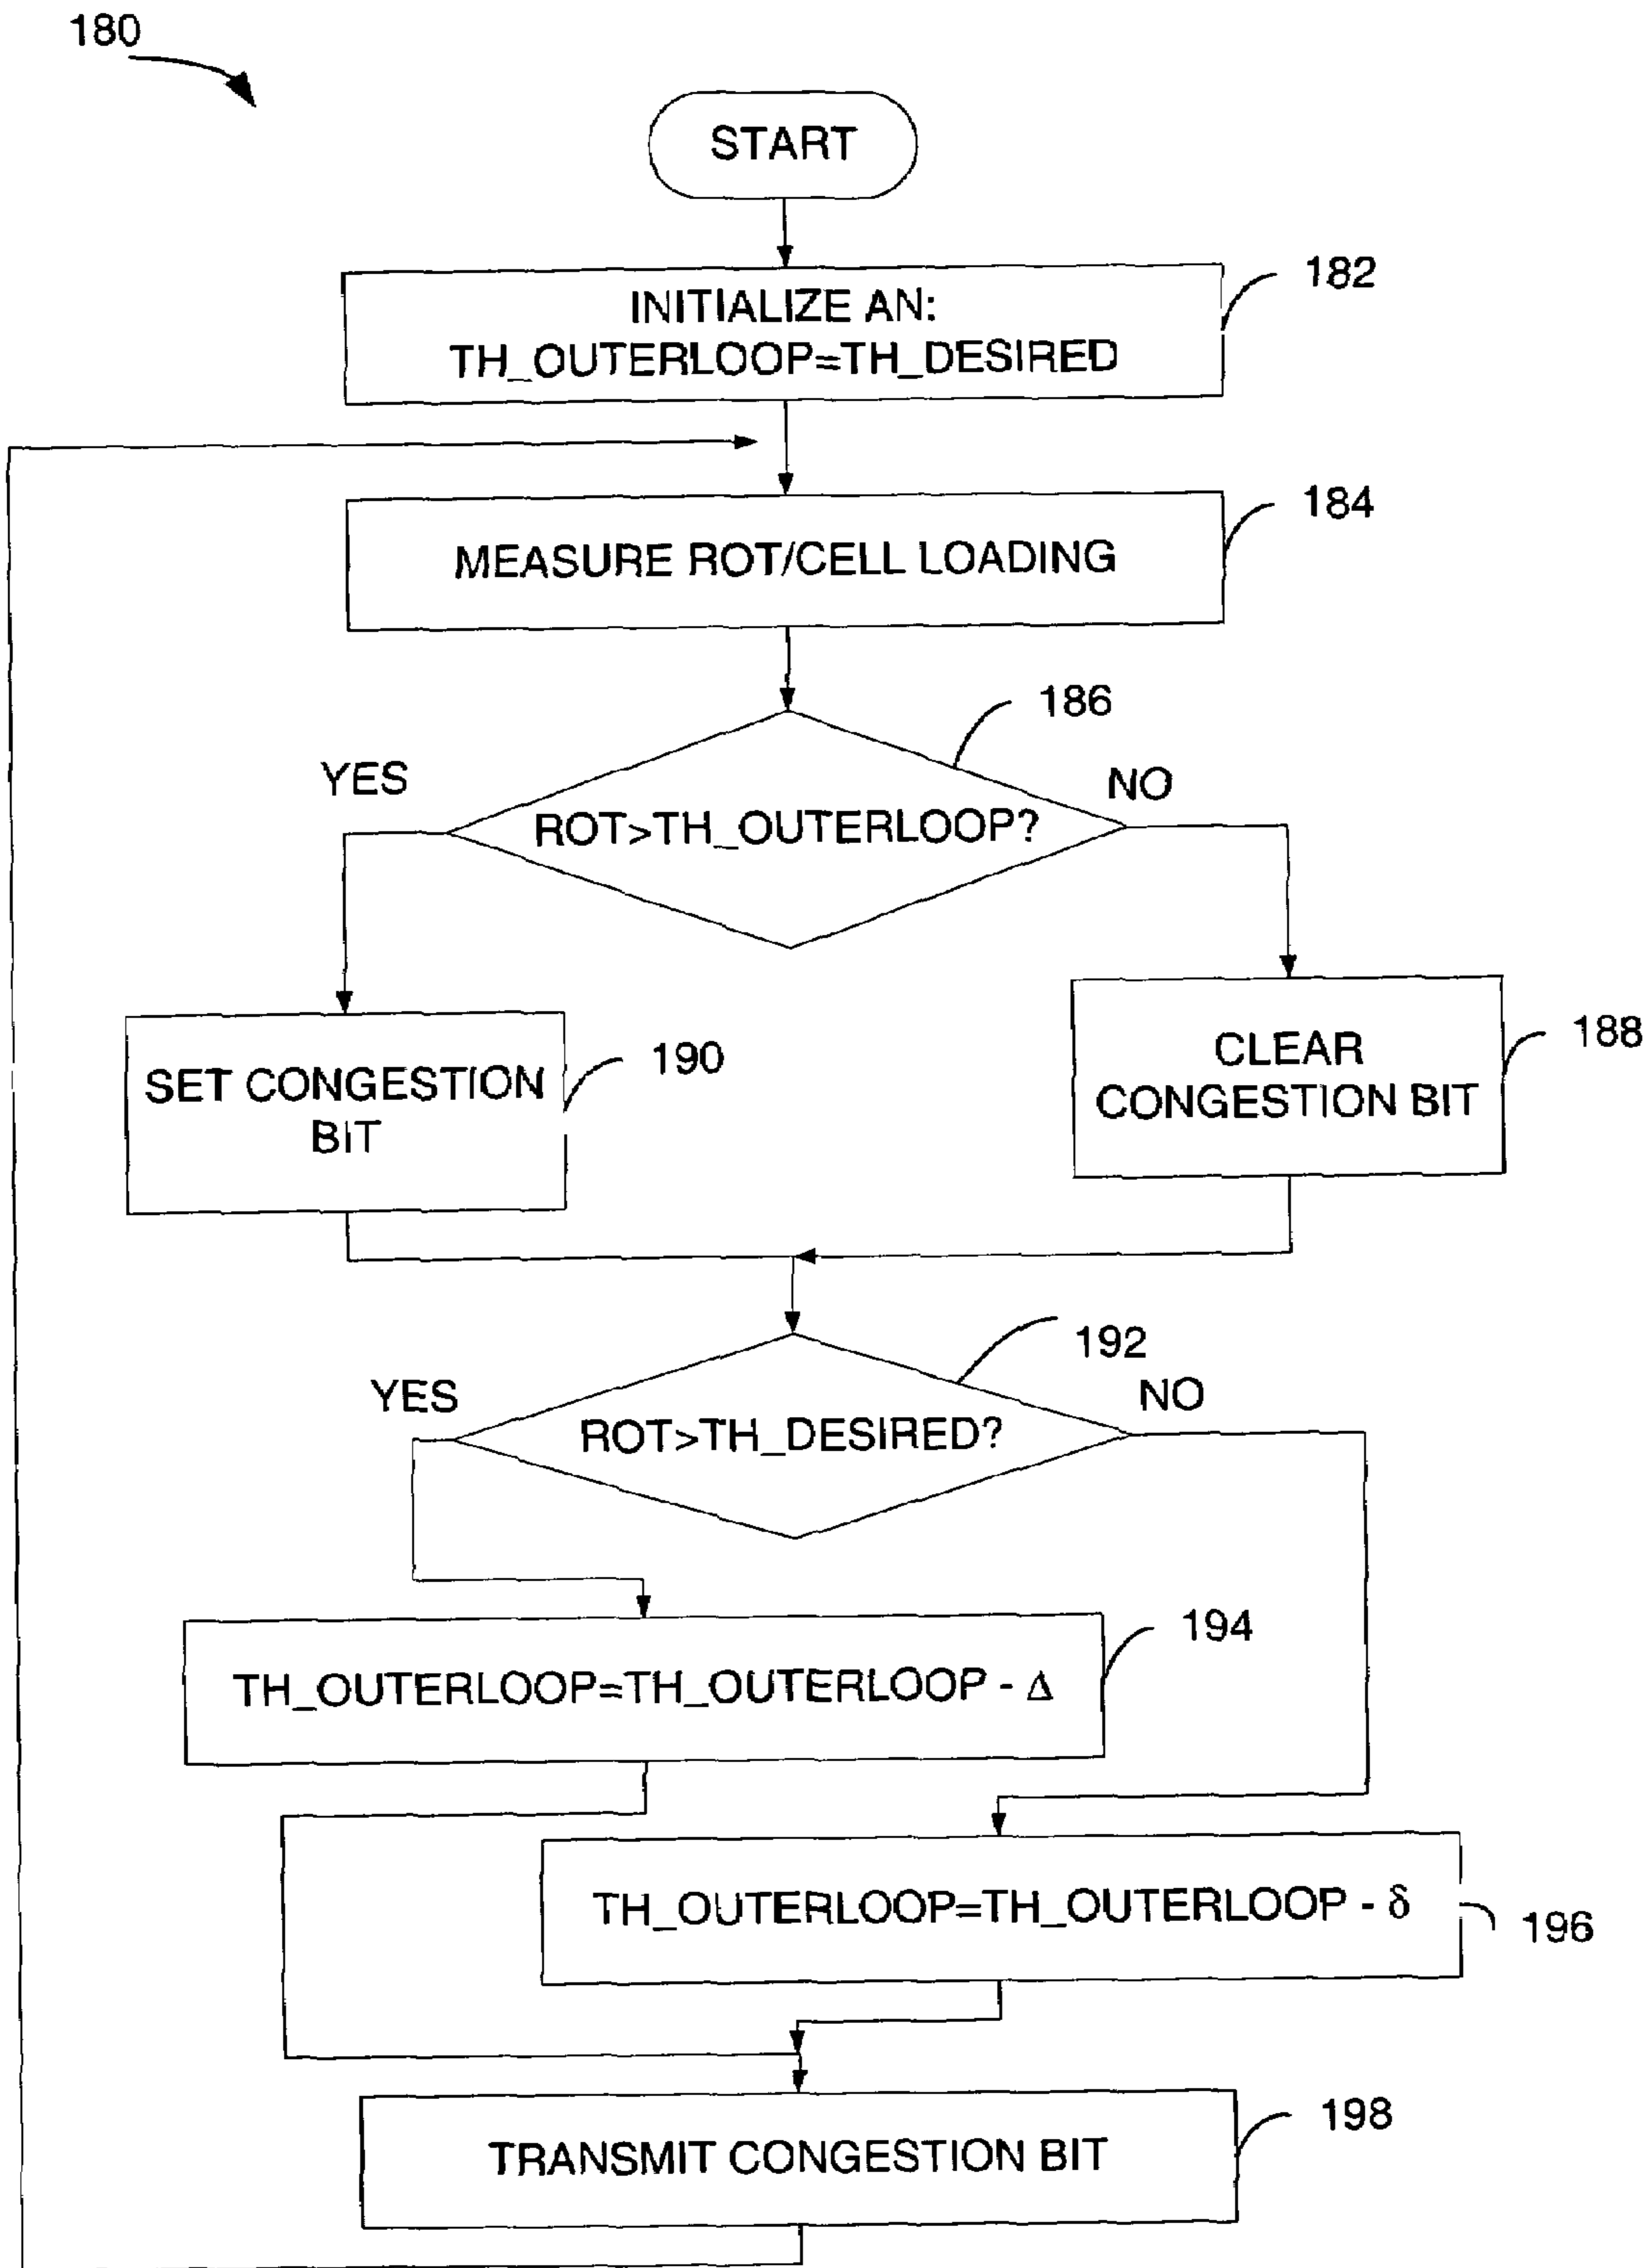 180
START
182
INITIALIZE AN:
TH_OUTERLOOP=TH_DESIRED
184
MEASURE ROT/CELL LOADING
186
YES
NO
ROT>TH_OUTERLOOP?
188
CLEAR
CONGESTION BIT
190
SET CONGESTION
BIT
192
YES
NO
ROT>TH_DESIRED?
194
TH_OUTERLOOP=TH_OUTERLOOP - Δ
TH_OUTERLOOP=TH_OUTERLOOP - δ
196
198
TRANSMIT CONGESTION BIT